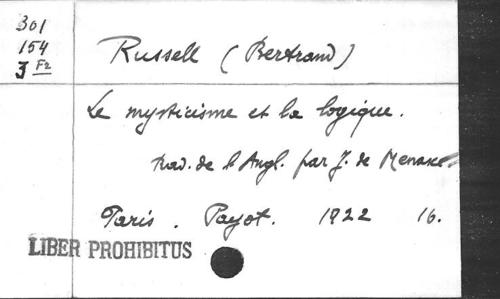 301
154
3 F2
Russell (Bertrand)
Le mysticisme et la logique.
trad. de l'Angl. par J. de Menasce
Paris. Payot. 1922 16.
LIBER PROHIBITUS